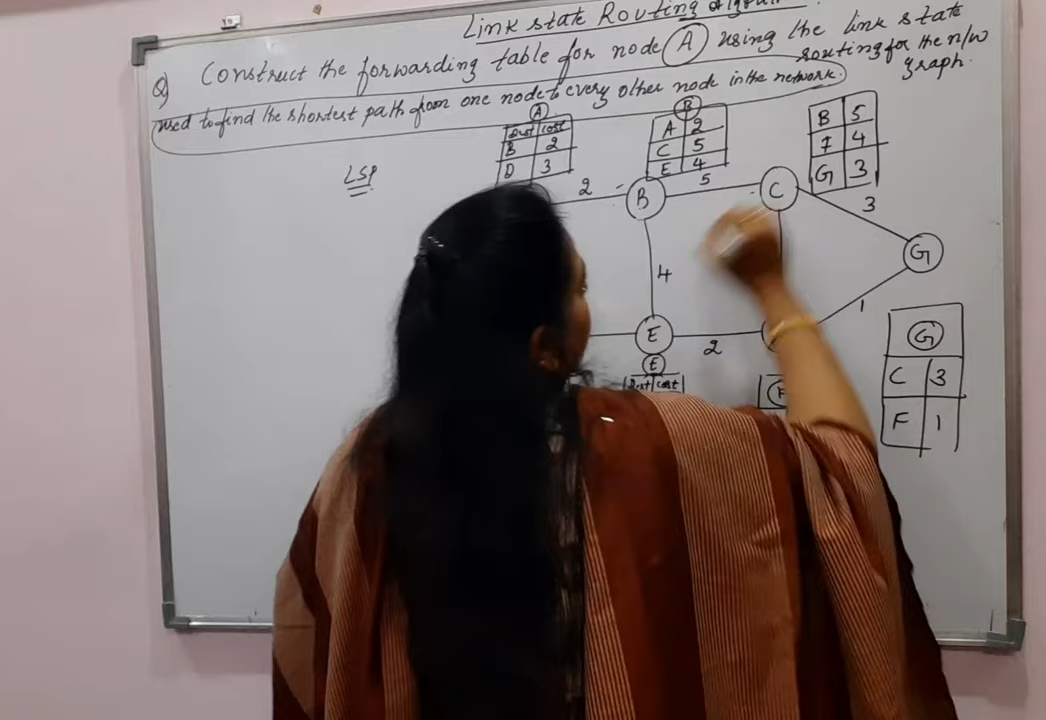 Link state Routing Algorithm
Q) Construct the forwarding table for node A using the link state
routing for the n/w
graph.
used to find the shortest path from one node to every other node in the network.
LSP
A
Dest cost
B 2
D 3
B
A 2
C 5
E 4
B 5
F 4
G 3
2
B
5
C
3
G
4
1
E
2
E
Dest cost
G
C 3
F 1